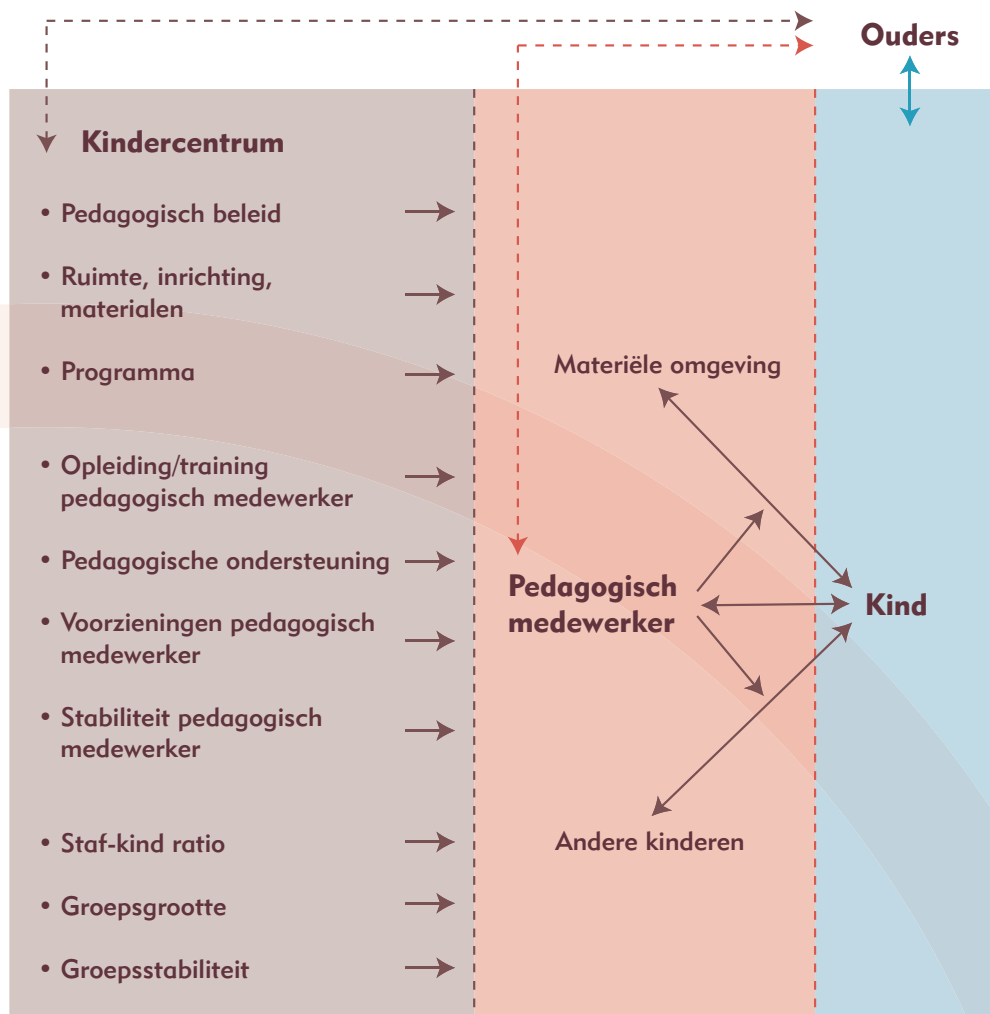 Ouders
Kindercentrum
• Pedagogisch beleid
• Ruimte, inrichting,
materialen
• Programma
• Opleiding/training
pedagogisch medewerker
• Pedagogische ondersteuning
• Voorzieningen pedagogisch
medewerker
• Stabiliteit pedagogisch
medewerker
• Staf-kind ratio
• Groepsgrootte
• Groepsstabiliteit
Materiële omgeving
Pedagogisch
medewerker
Andere kinderen
Kind